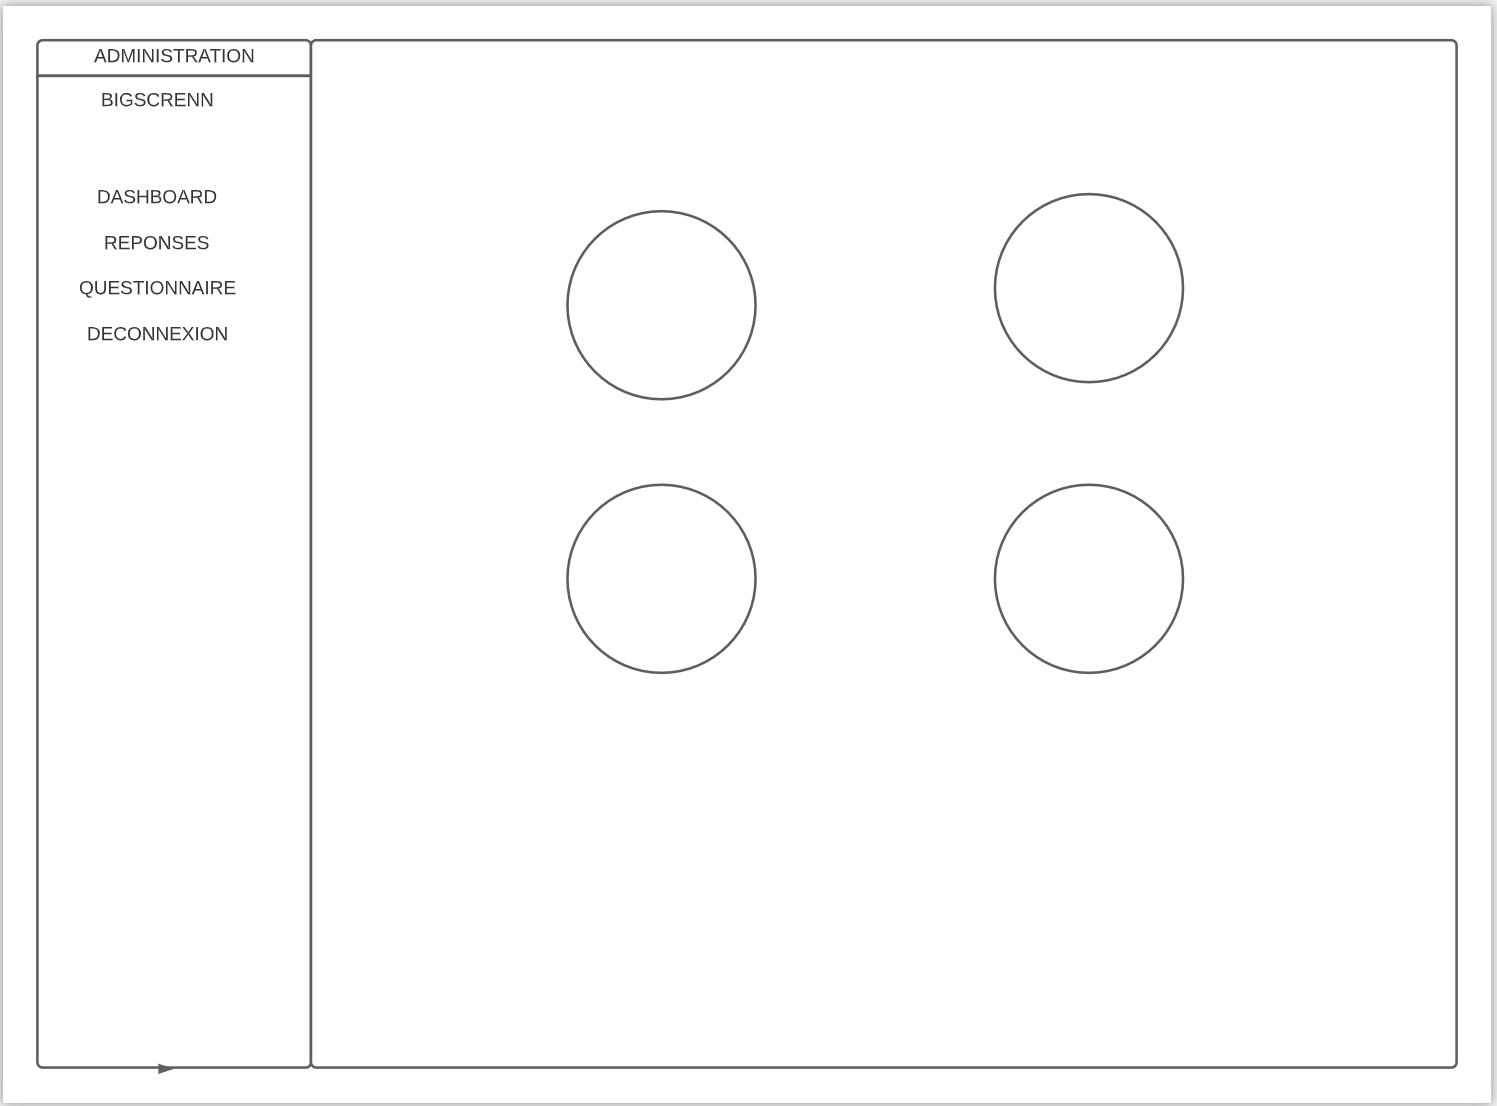 ADMINISTRATION
BIGSCRENN
DASHBOARD
REPONSES
QUESTIONNAIRE
DECONNEXION